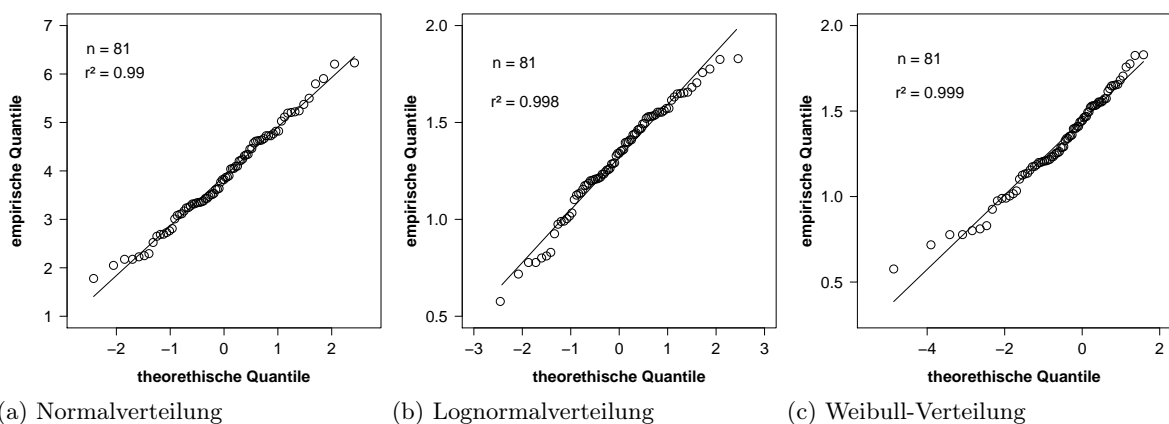 7
6
5
4
3
2
1
n = 81
r² = 0.99
empirische Quantile
−2
−1
0
1
2
theorethische Quantile
2.0
1.5
1.0
0.5
n = 81
r² = 0.998
empirische Quantile
−3
−2
−1
0
1
2
3
theorethische Quantile
2.0
1.5
1.0
0.5
n = 81
r² = 0.999
empirische Quantile
−4
−2
0
2
theorethische Quantile
(a) Normalverteilung
(b) Lognormalverteilung
(c) Weibull-Verteilung